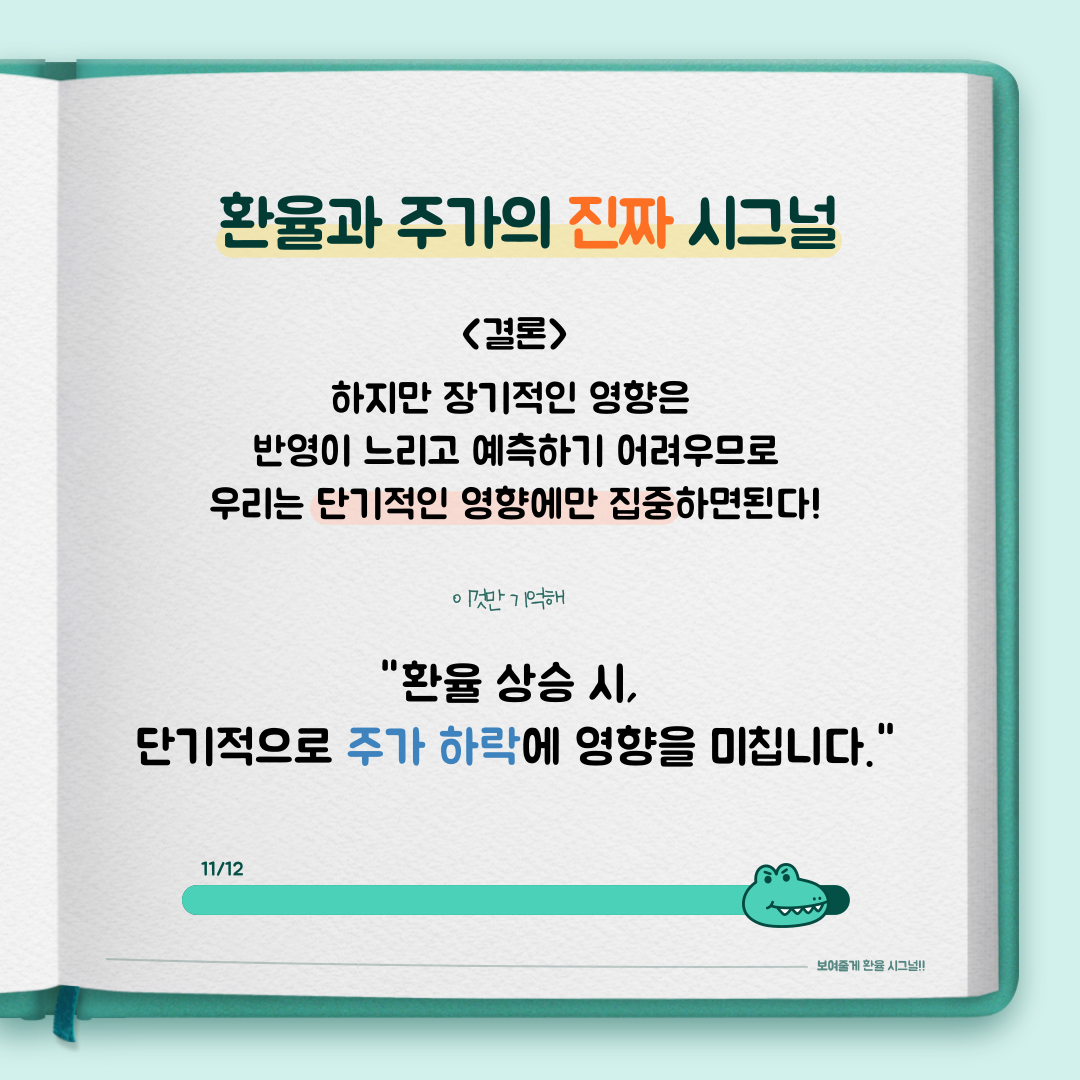 환율과 주가의 진짜 시그널
<결론>
하지만 장기적인 영향은
반영이 느리고 예측하기 어려우므로
우리는 단기적인 영향에만 집중하면된다!
이것만 기억해
"환율 상승 시,
단기적으로 주가 하락에 영향을 미칩니다."
11/12
보여줄게 환율 시그널!!